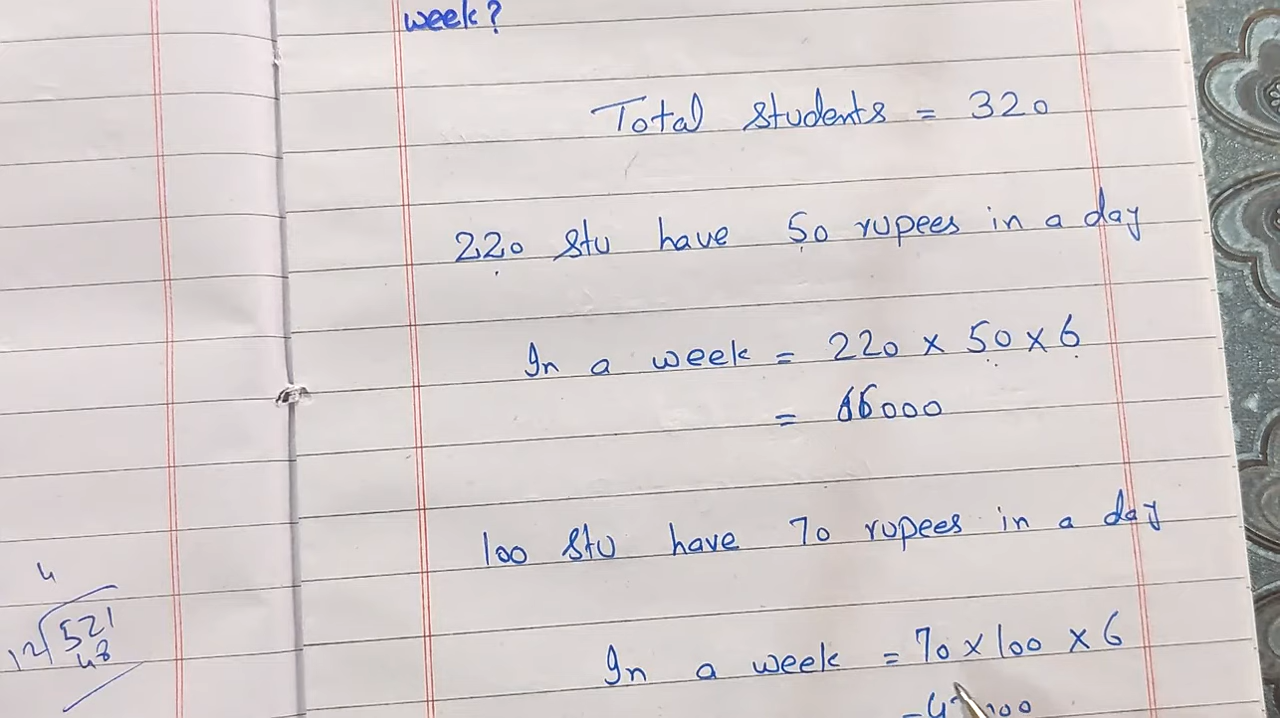 week?
Total students = 320
220 stu have 50 rupees in a day
In a week = 220 x 50 x 6
= 66000
100 stu have 70 rupees in a day
In a week = 70 x 100 x 6
4
12√521
48